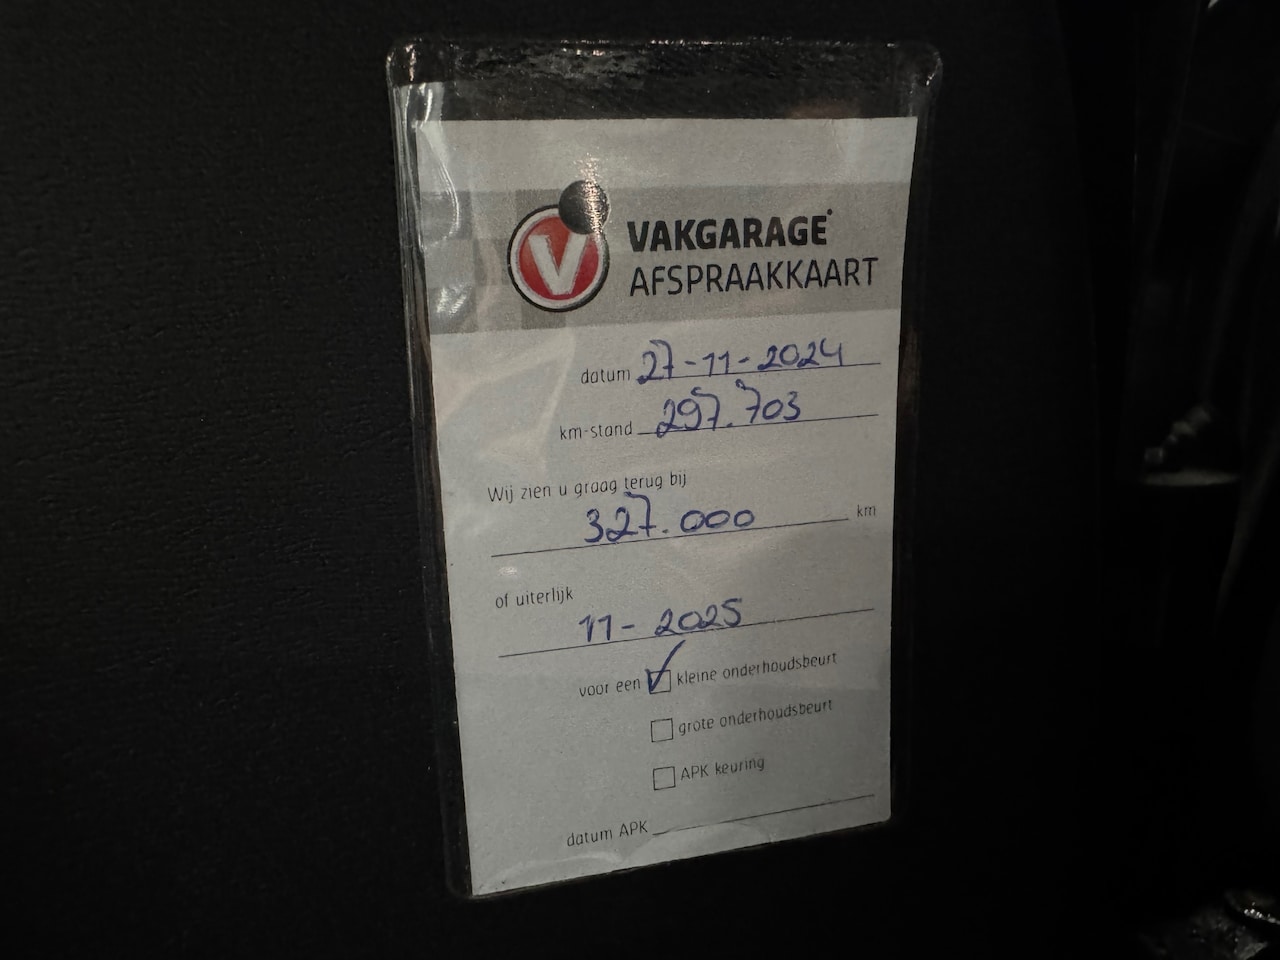 V
VAKGARAGE
AFSPRAAKKAART
datum 27-11-2024
km-stand 297.703
Wij zien u graag terug bij
327.000 km
of uiterlijk
11-2025
voor een ✓ kleine onderhoudsbeurt
grote onderhoudsbeurt
APK keuring
datum APK